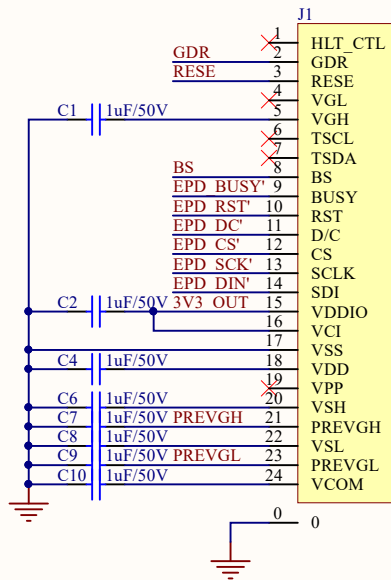 J1
1 HLT_CTL
GDR 2 GDR
RESE 3 RESE
4 VGL
C1 1uF/50V 5 VGH
6 TSCL
7 TSDA
BS 8 BS
EPD_BUSY' 9 BUSY
EPD_RST' 10 RST
EPD_DC' 11 D/C
EPD_CS' 12 CS
EPD_SCK' 13 SCLK
EPD_DIN' 14 SDI
C2 1uF/50V 3V3_OUT 15 VDDIO
16 VCI
17 VSS
C4 1uF/50V 18 VDD
19 VPP
C6 1uF/50V 20 VSH
C7 1uF/50V PREVGH 21 PREVGH
C8 1uF/50V 22 VSL
C9 1uF/50V PREVGL 23 PREVGL
C10 1uF/50V 24 VCOM
0 0